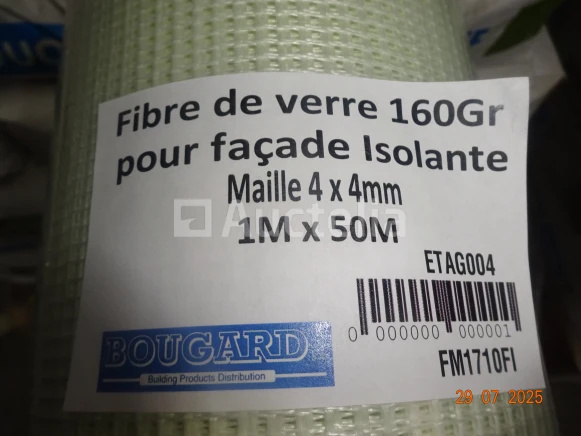 Fibre de verre 160Gr
pour façade Isolante
Maille 4 x 4mm
Auctelia
1M x 50M
ETAG004
0 000000 000001
FM1710FI
BOUGARD
Building Products Distribution
29 07 2025